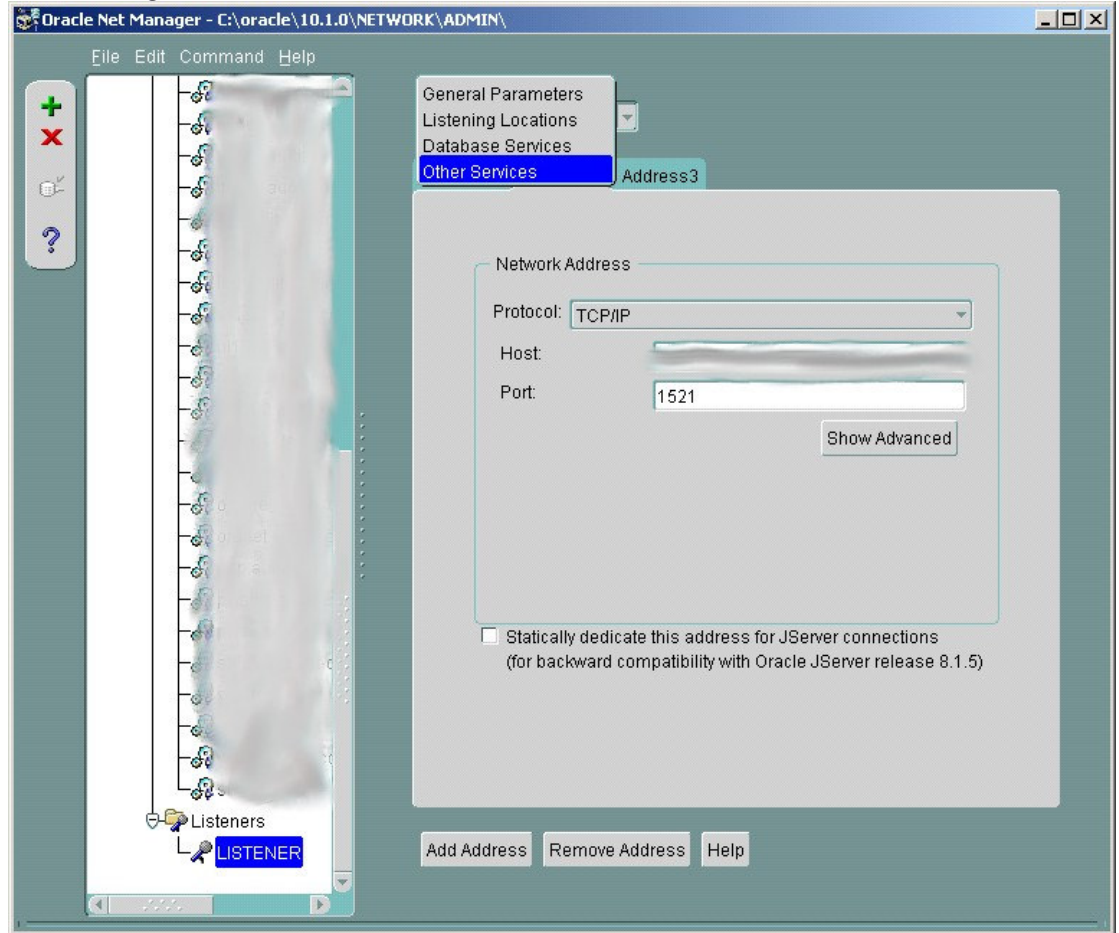 Oracle Net Manager - C:\oracle\10.1.0\NETWORK\ADMIN\
File Edit Command Help
General Parameters
Listening Locations
Database Services
Other Services
Address3
Network Address
Protocol: TCP/IP
Host:
Port: 1521
Show Advanced
Statically dedicate this address for JServer connections
(for backward compatibility with Oracle JServer release 8.1.5)
Listeners
LISTENER
Add Address Remove Address Help